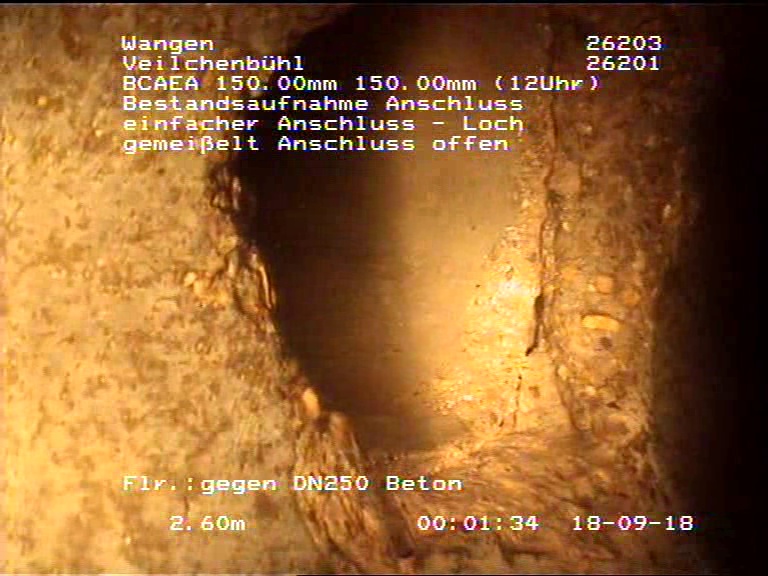 Wangen 26203
Veilchenbühl 26201
BCAEA 150.00mm 150.00mm (12Uhr)
Bestandsaufnahme Anschluss
einfacher Anschluss - Loch
gemeißelt Anschluss offen
Flr.:gegen DN250 Beton
2.60m 00:01:34 18-09-18